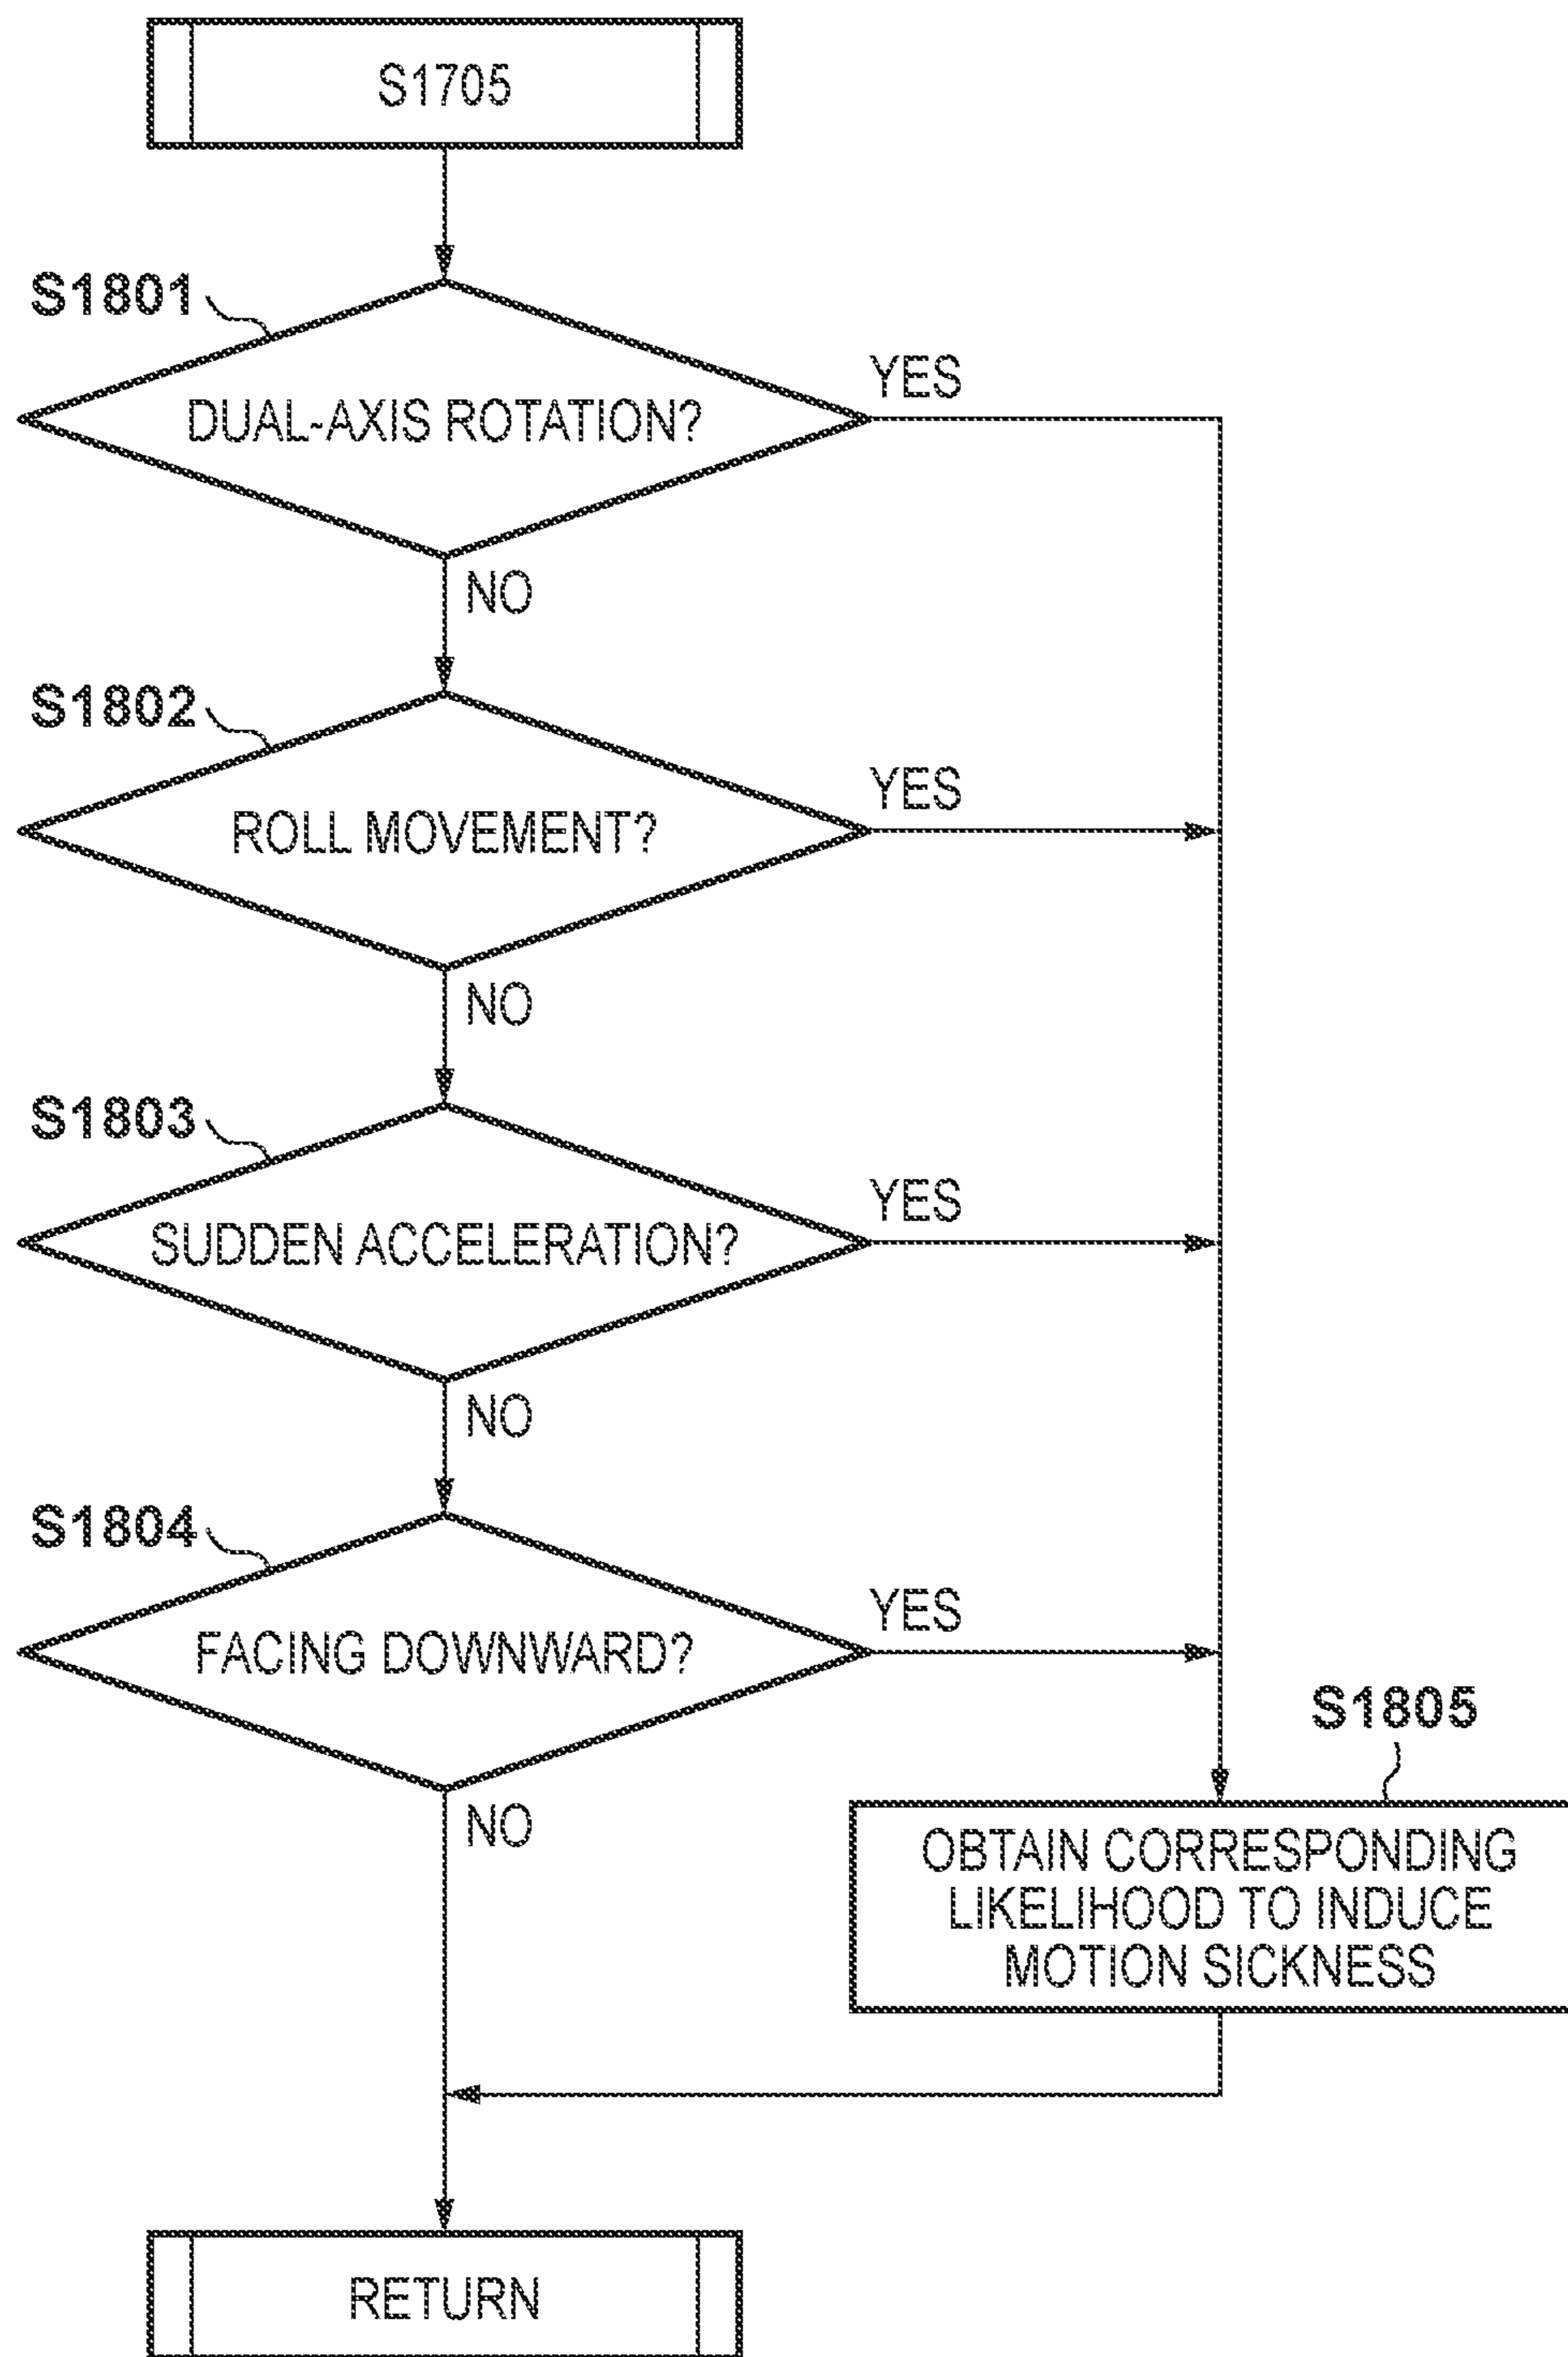 S1705
S1801
YES
DUAL-AXIS ROTATION?
NO
S1802
YES
ROLL MOVEMENT?
NO
S1803
YES
SUDDEN ACCELERATION?
NO
S1804
YES
FACING DOWNWARD?
S1805
NO
OBTAIN CORRESPONDING
LIKELIHOOD TO INDUCE
MOTION SICKNESS
RETURN